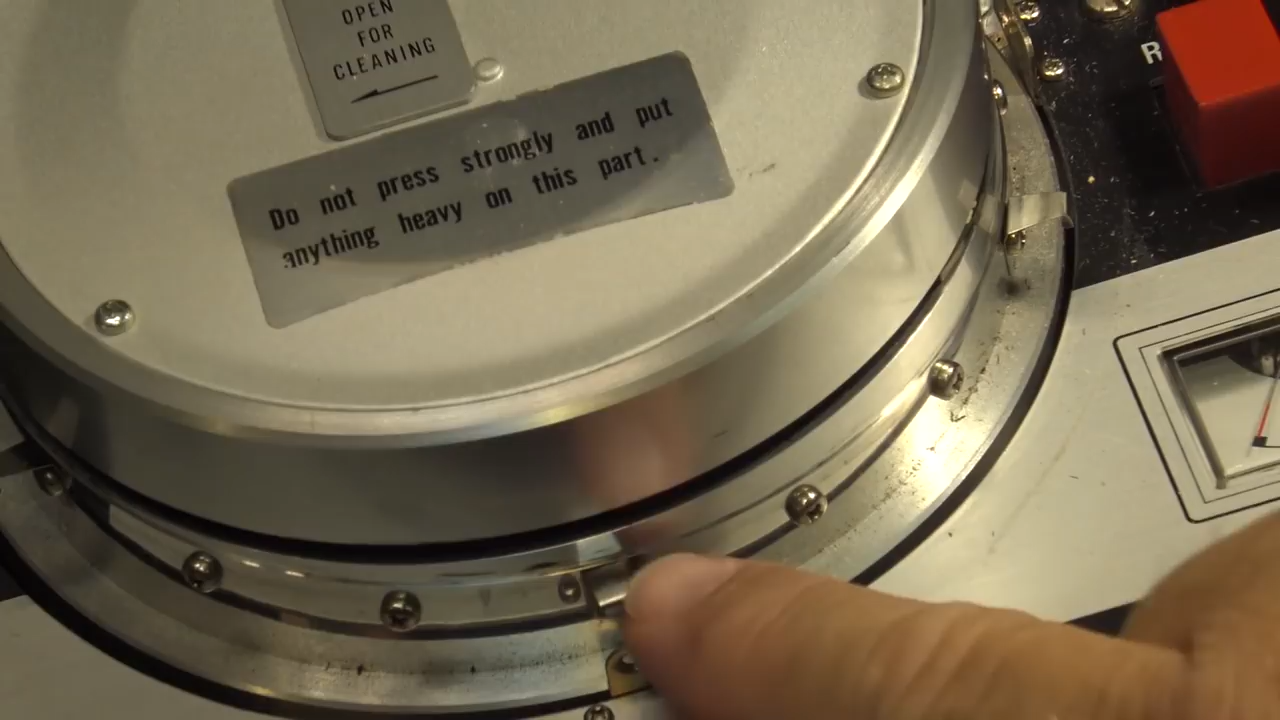 OPEN
FOR
CLEANING
Do not press strongly and put
anything heavy on this part.
R